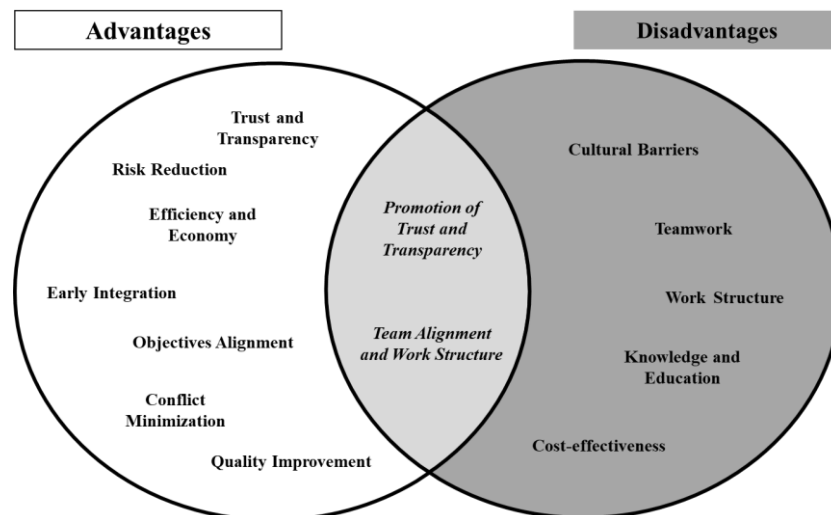 Advantages
Disadvantages
Trust and
Transparency
Risk Reduction
Efficiency and
Economy
Early Integration
Objectives Alignment
Conflict
Minimization
Quality Improvement
Promotion of
Trust and
Transparency
Team Alignment
and Work Structure
Cultural Barriers
Teamwork
Work Structure
Knowledge and
Education
Cost-effectiveness